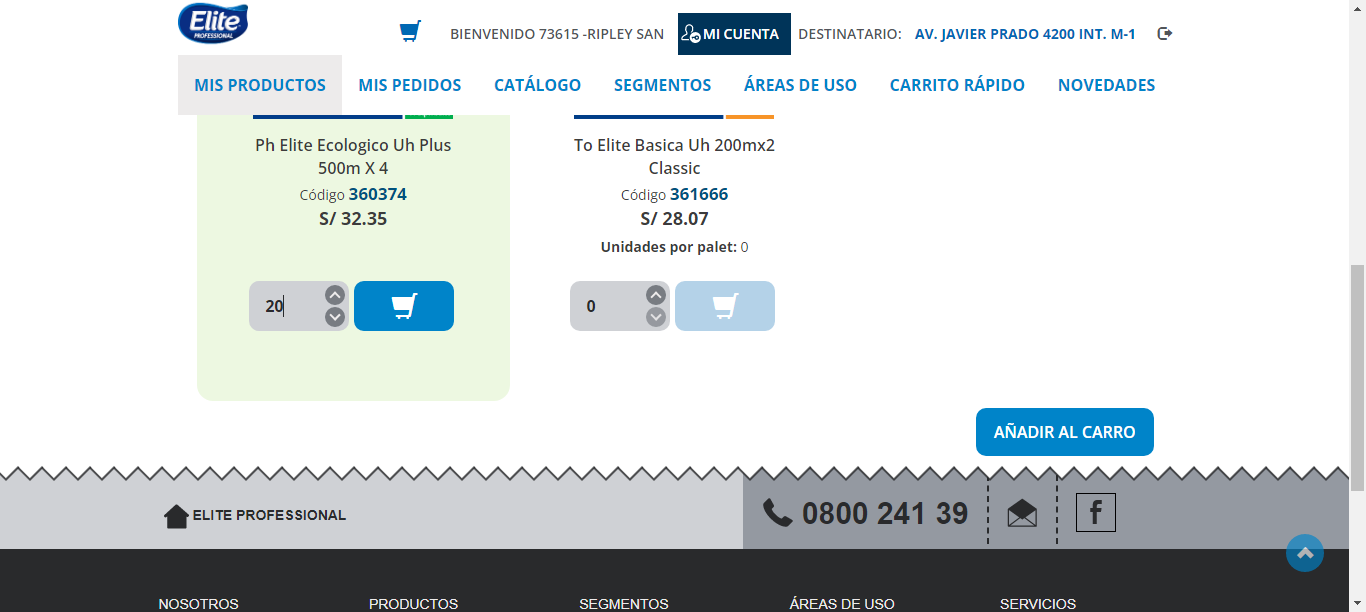 Elite
PROFESSIONAL
BIENVENIDO 73615 -RIPLEY SAN
MI CUENTA
DESTINATARIO: AV. JAVIER PRADO 4200 INT. M-1
MIS PRODUCTOS
MIS PEDIDOS
CATÁLOGO
SEGMENTOS
ÁREAS DE USO
CARRITO RÁPIDO
NOVEDADES
Ph Elite Ecologico Uh Plus
500m X 4
Código 360374
S/ 32.35
20
To Elite Basica Uh 200mx2
Classic
Código 361666
S/ 28.07
Unidades por palet: 0
0
AÑADIR AL CARRO
ELITE PROFESSIONAL
0800 241 39
f
NOSOTROS
PRODUCTOS
SEGMENTOS
ÁREAS DE USO
SERVICIOS